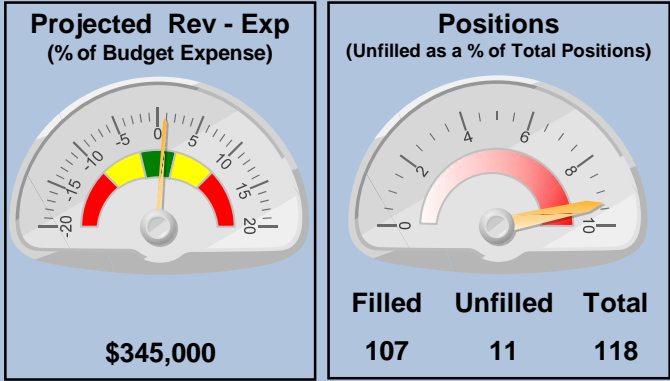 Projected Rev - Exp
(% of Budget Expense)
-20 -15 -10 -5 0 5 10 15 20
$345,000
Positions
(Unfilled as a % of Total Positions)
0 2 4 6 8 10
Filled Unfilled Total
107 11 118